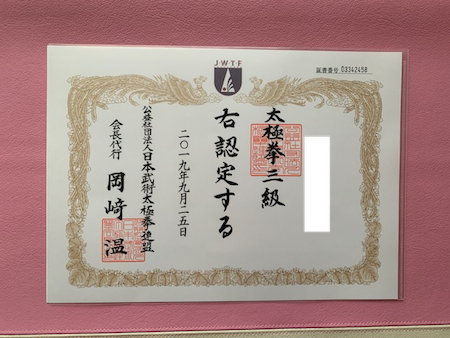 J·W·T·F
証書番号 03342458
太極拳三級
右認定する
二〇一九年九月二五日
公益社団法人日本武術太極拳連盟
会長代行 岡﨑 温